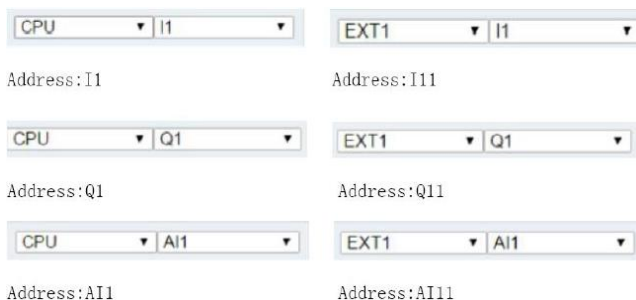 CPU I1 EXT1 I1
Address:I1 Address:I11
CPU Q1 EXT1 Q1
Address:Q1 Address:Q11
CPU AI1 EXT1 AI1
Address:AI1 Address:AI11